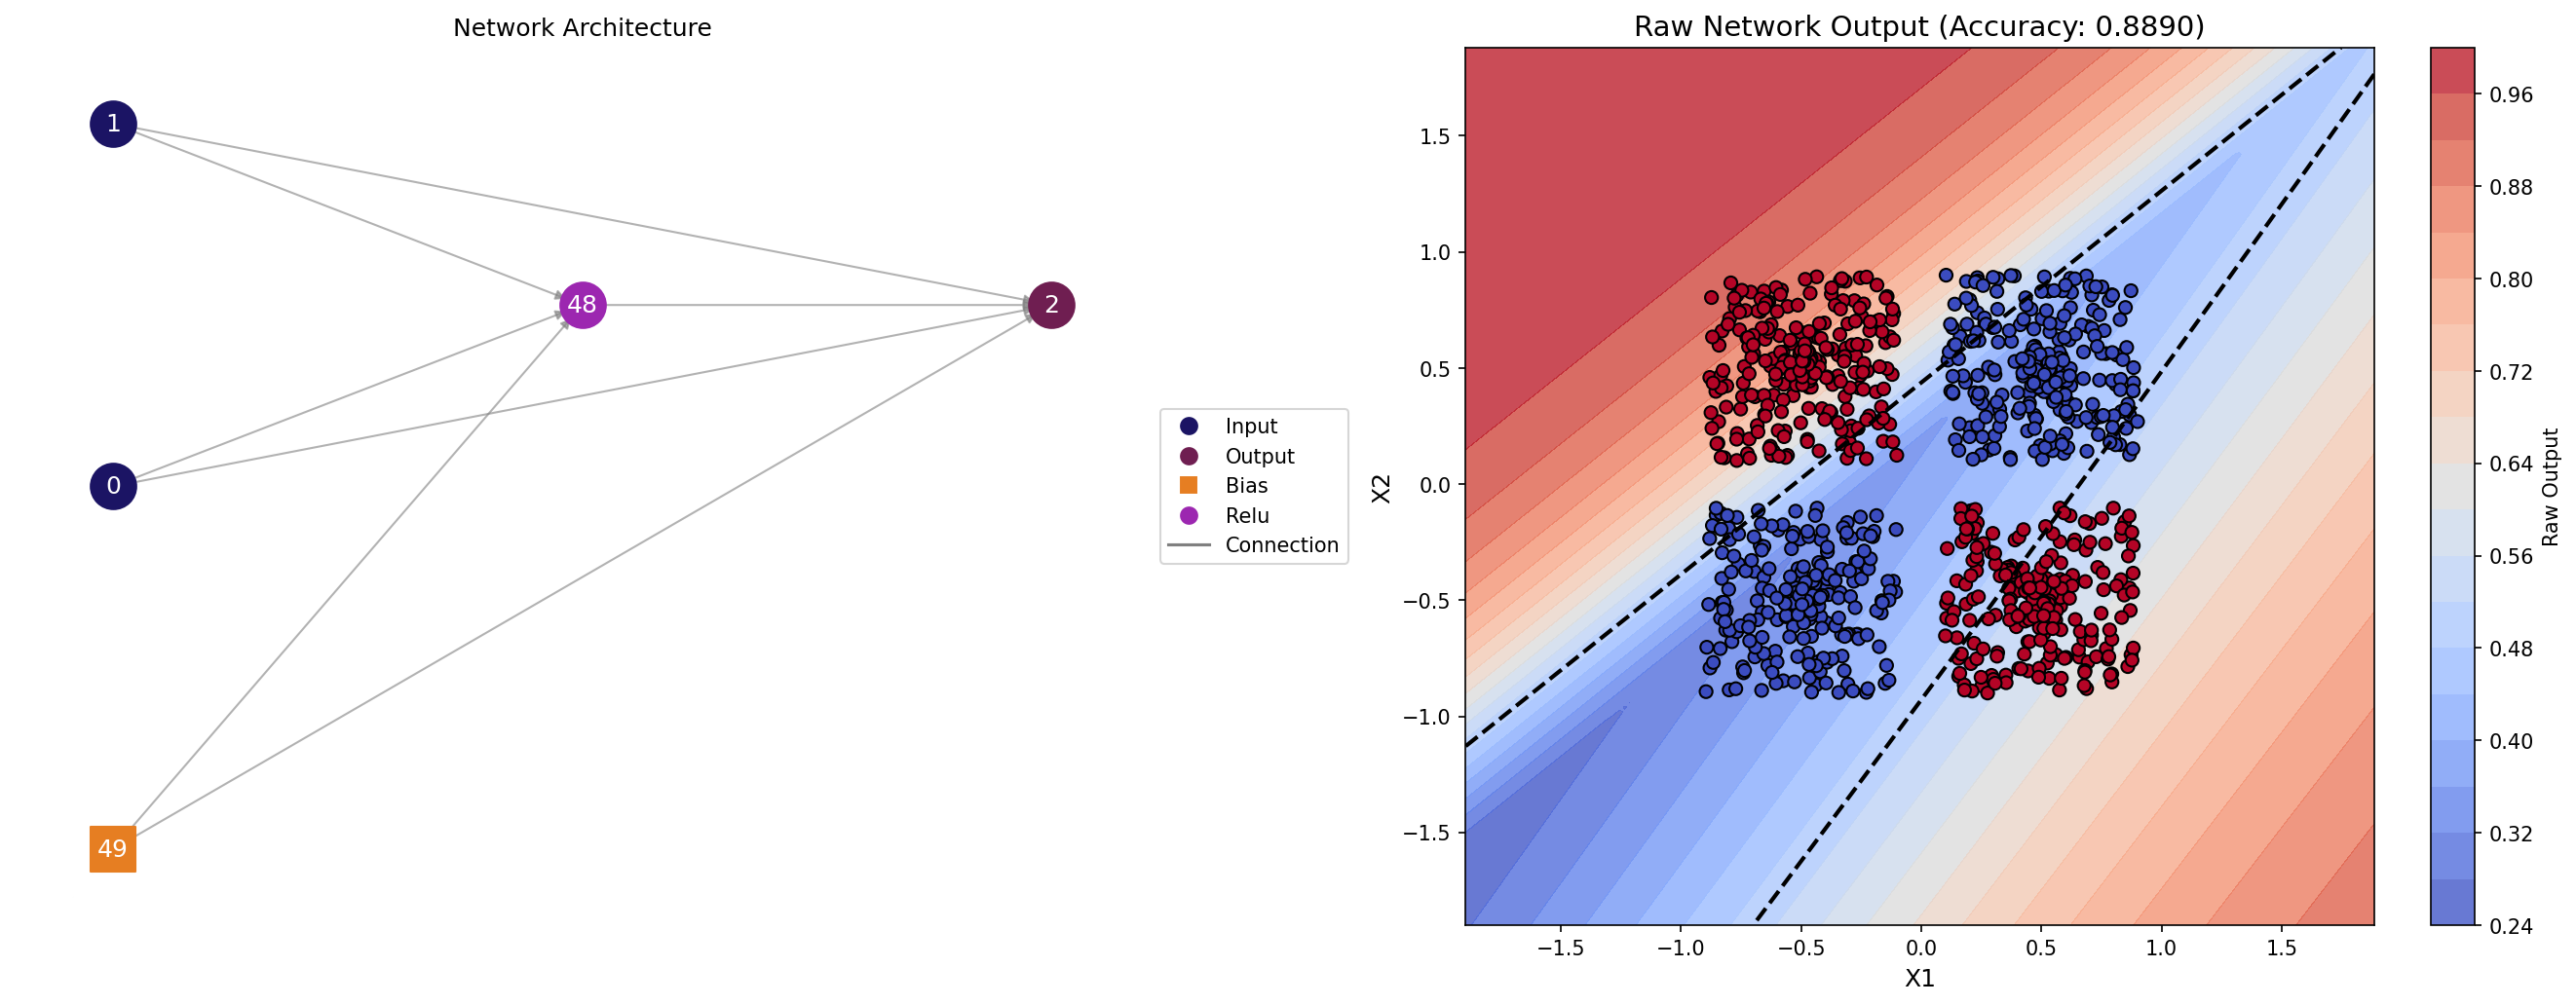 Network Architecture
1
48
2
0
49
Input
Output
Bias
Relu
Connection
Raw Network Output (Accuracy: 0.8890)
1.5
1.0
0.5
0.0
−0.5
−1.0
−1.5
X2
−1.5
−1.0
−0.5
0.0
0.5
1.0
1.5
X1
0.96
0.88
0.80
0.72
0.64
0.56
0.48
0.40
0.32
0.24
Raw Output